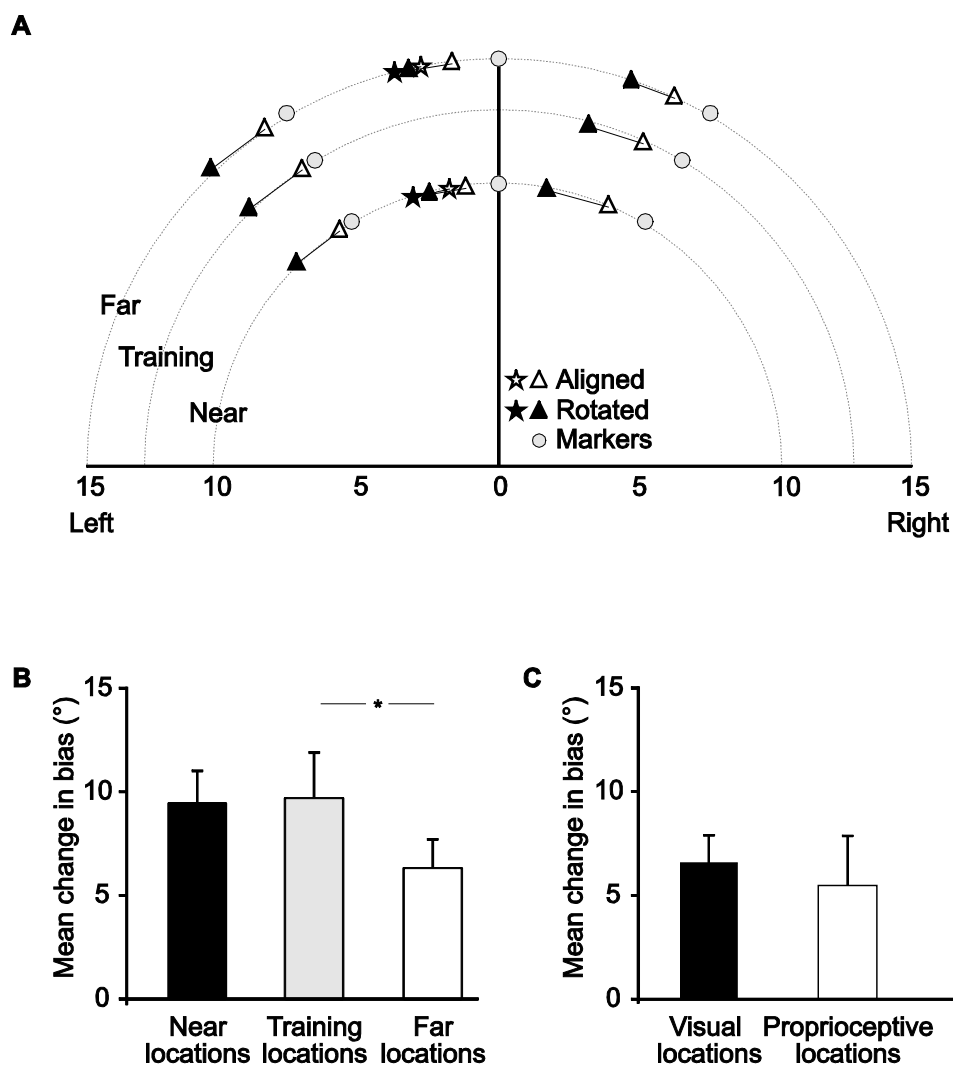 A
Far
Training
Near
Aligned
Rotated
Markers
15 10 5 0 5 10 15
Left Right
B
Mean change in bias (°)
15
*
10
5
0
Near locations
Training locations
Far locations
C
Mean change in bias (°)
15
10
5
0
Visual locations
Proprioceptive locations